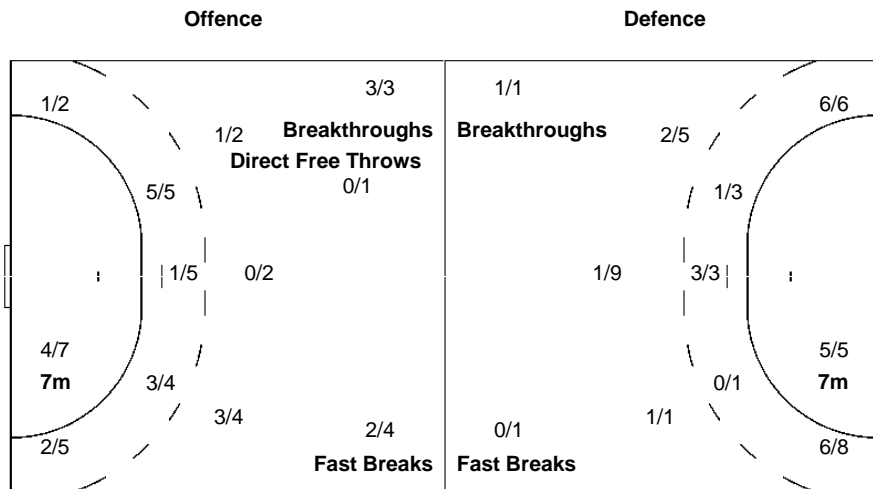 Offence Defence
3/3 1/1
1/2 6/6
1/2 Breakthroughs Breakthroughs 2/5
Direct Free Throws
5/5 0/1 1/3
1/5 0/2 1/9 3/3
4/7 5/5
7m 3/4 0/1 7m
3/4 2/4 0/1 1/1
2/5 6/8
Fast Breaks Fast Breaks